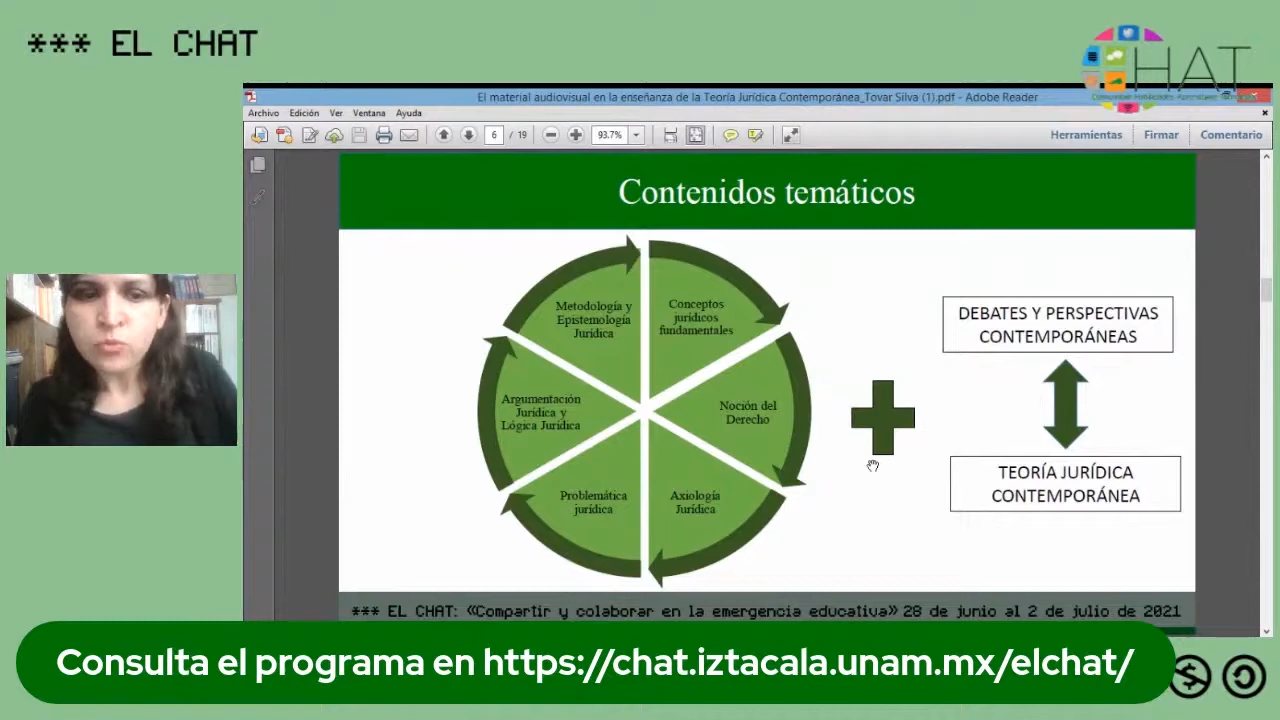 *** EL CHAT
HAT
El material audiovisual en la enseñanza de la Teoría Jurídica Contemporánea_Tovar Silva (1).pdf - Adobe Reader
Archivo Edición Ver Ventana Ayuda
6 / 19 93.7% Herramientas Firmar Comentario
Contenidos temáticos
Metodología y
Epistemología
Jurídica
Conceptos
jurídicos
fundamentales
Argumentación
Jurídica y
Lógica Jurídica
Noción del
Derecho
Problemática
jurídica
Axiología
Jurídica
DEBATES Y PERSPECTIVAS
CONTEMPORÁNEAS
TEORÍA JURÍDICA
CONTEMPORÁNEA
*** EL CHAT: «Compartir y colaborar en la emergencia educativa» 28 de junio al 2 de julio de 2021
Consulta el programa en https://chat.iztacala.unam.mx/elchat/